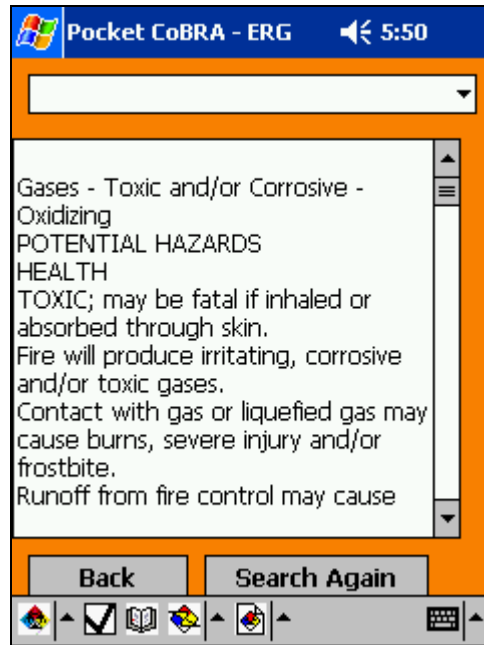 Pocket CoBRA - ERG 5:50
Gases - Toxic and/or Corrosive -
Oxidizing
POTENTIAL HAZARDS
HEALTH
TOXIC; may be fatal if inhaled or
absorbed through skin.
Fire will produce irritating, corrosive
and/or toxic gases.
Contact with gas or liquefied gas may
cause burns, severe injury and/or
frostbite.
Runoff from fire control may cause
Back Search Again